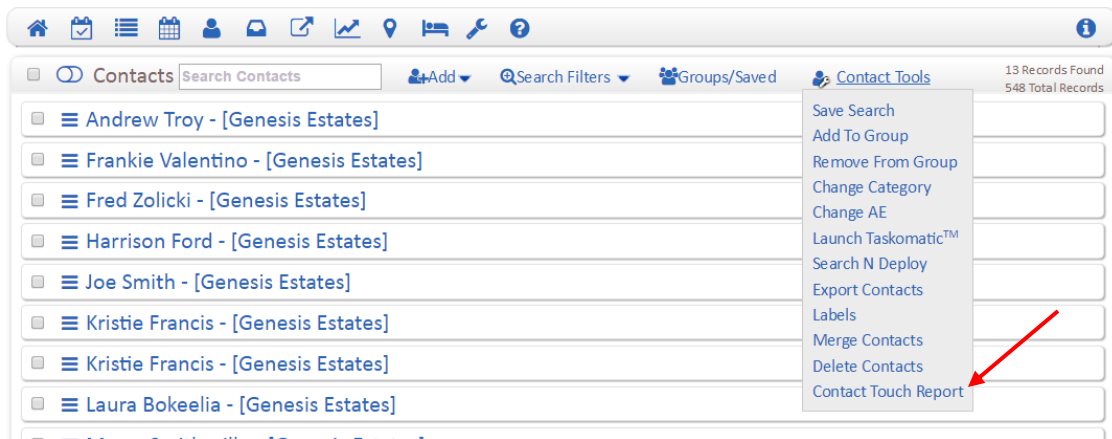 Contacts Search Contacts Add Search Filters Groups/Saved Contact Tools 13 Records Found
548 Total Records
Save Search
Add To Group
Remove From Group
Change Category
Change AE
Launch Taskomatic™
Search N Deploy
Export Contacts
Labels
Merge Contacts
Delete Contacts
Contact Touch Report
Andrew Troy - [Genesis Estates]
Frankie Valentino - [Genesis Estates]
Fred Zolicki - [Genesis Estates]
Harrison Ford - [Genesis Estates]
Joe Smith - [Genesis Estates]
Kristie Francis - [Genesis Estates]
Kristie Francis - [Genesis Estates]
Laura Bokeelia - [Genesis Estates]